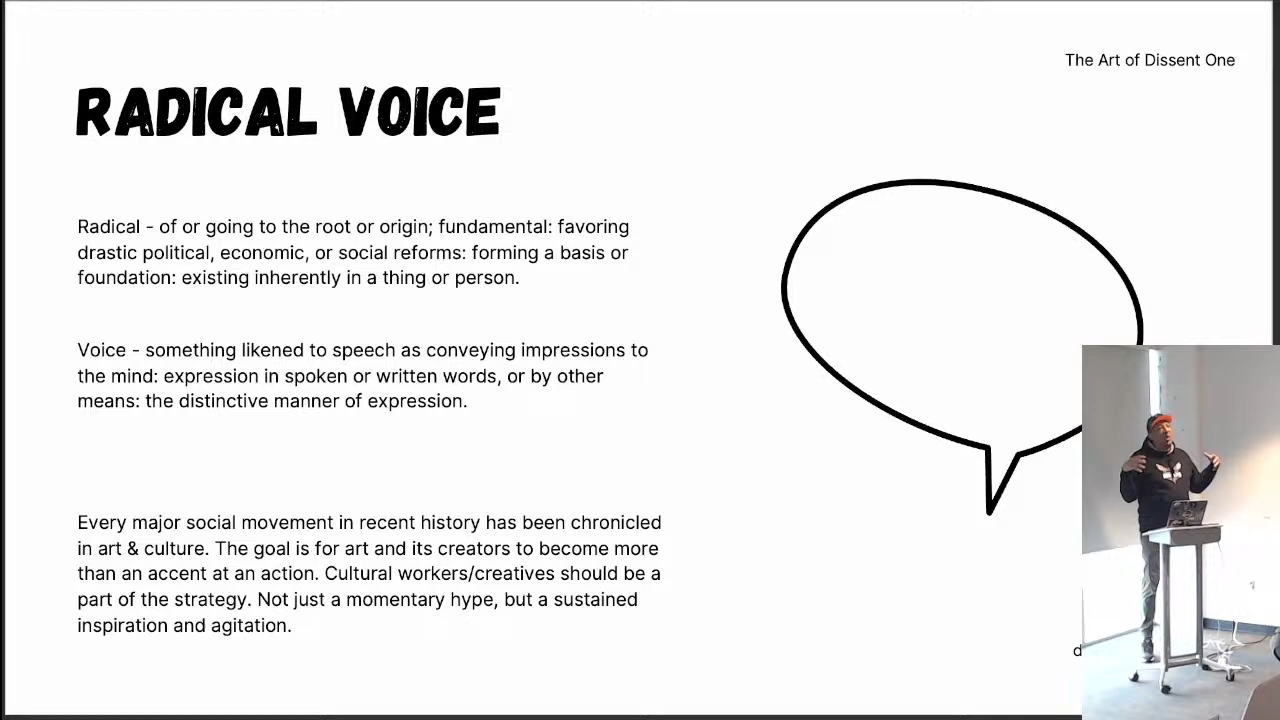 The Art of Dissent One
RADICAL VOICE
Radical - of or going to the root or origin; fundamental: favoring
drastic political, economic, or social reforms: forming a basis or
foundation: existing inherently in a thing or person.
Voice - something likened to speech as conveying impressions to
the mind: expression in spoken or written words, or by other
means: the distinctive manner of expression.
Every major social movement in recent history has been chronicled
in art & culture. The goal is for art and its creators to become more
than an accent at an action. Cultural workers/creatives should be a
part of the strategy. Not just a momentary hype, but a sustained
inspiration and agitation.